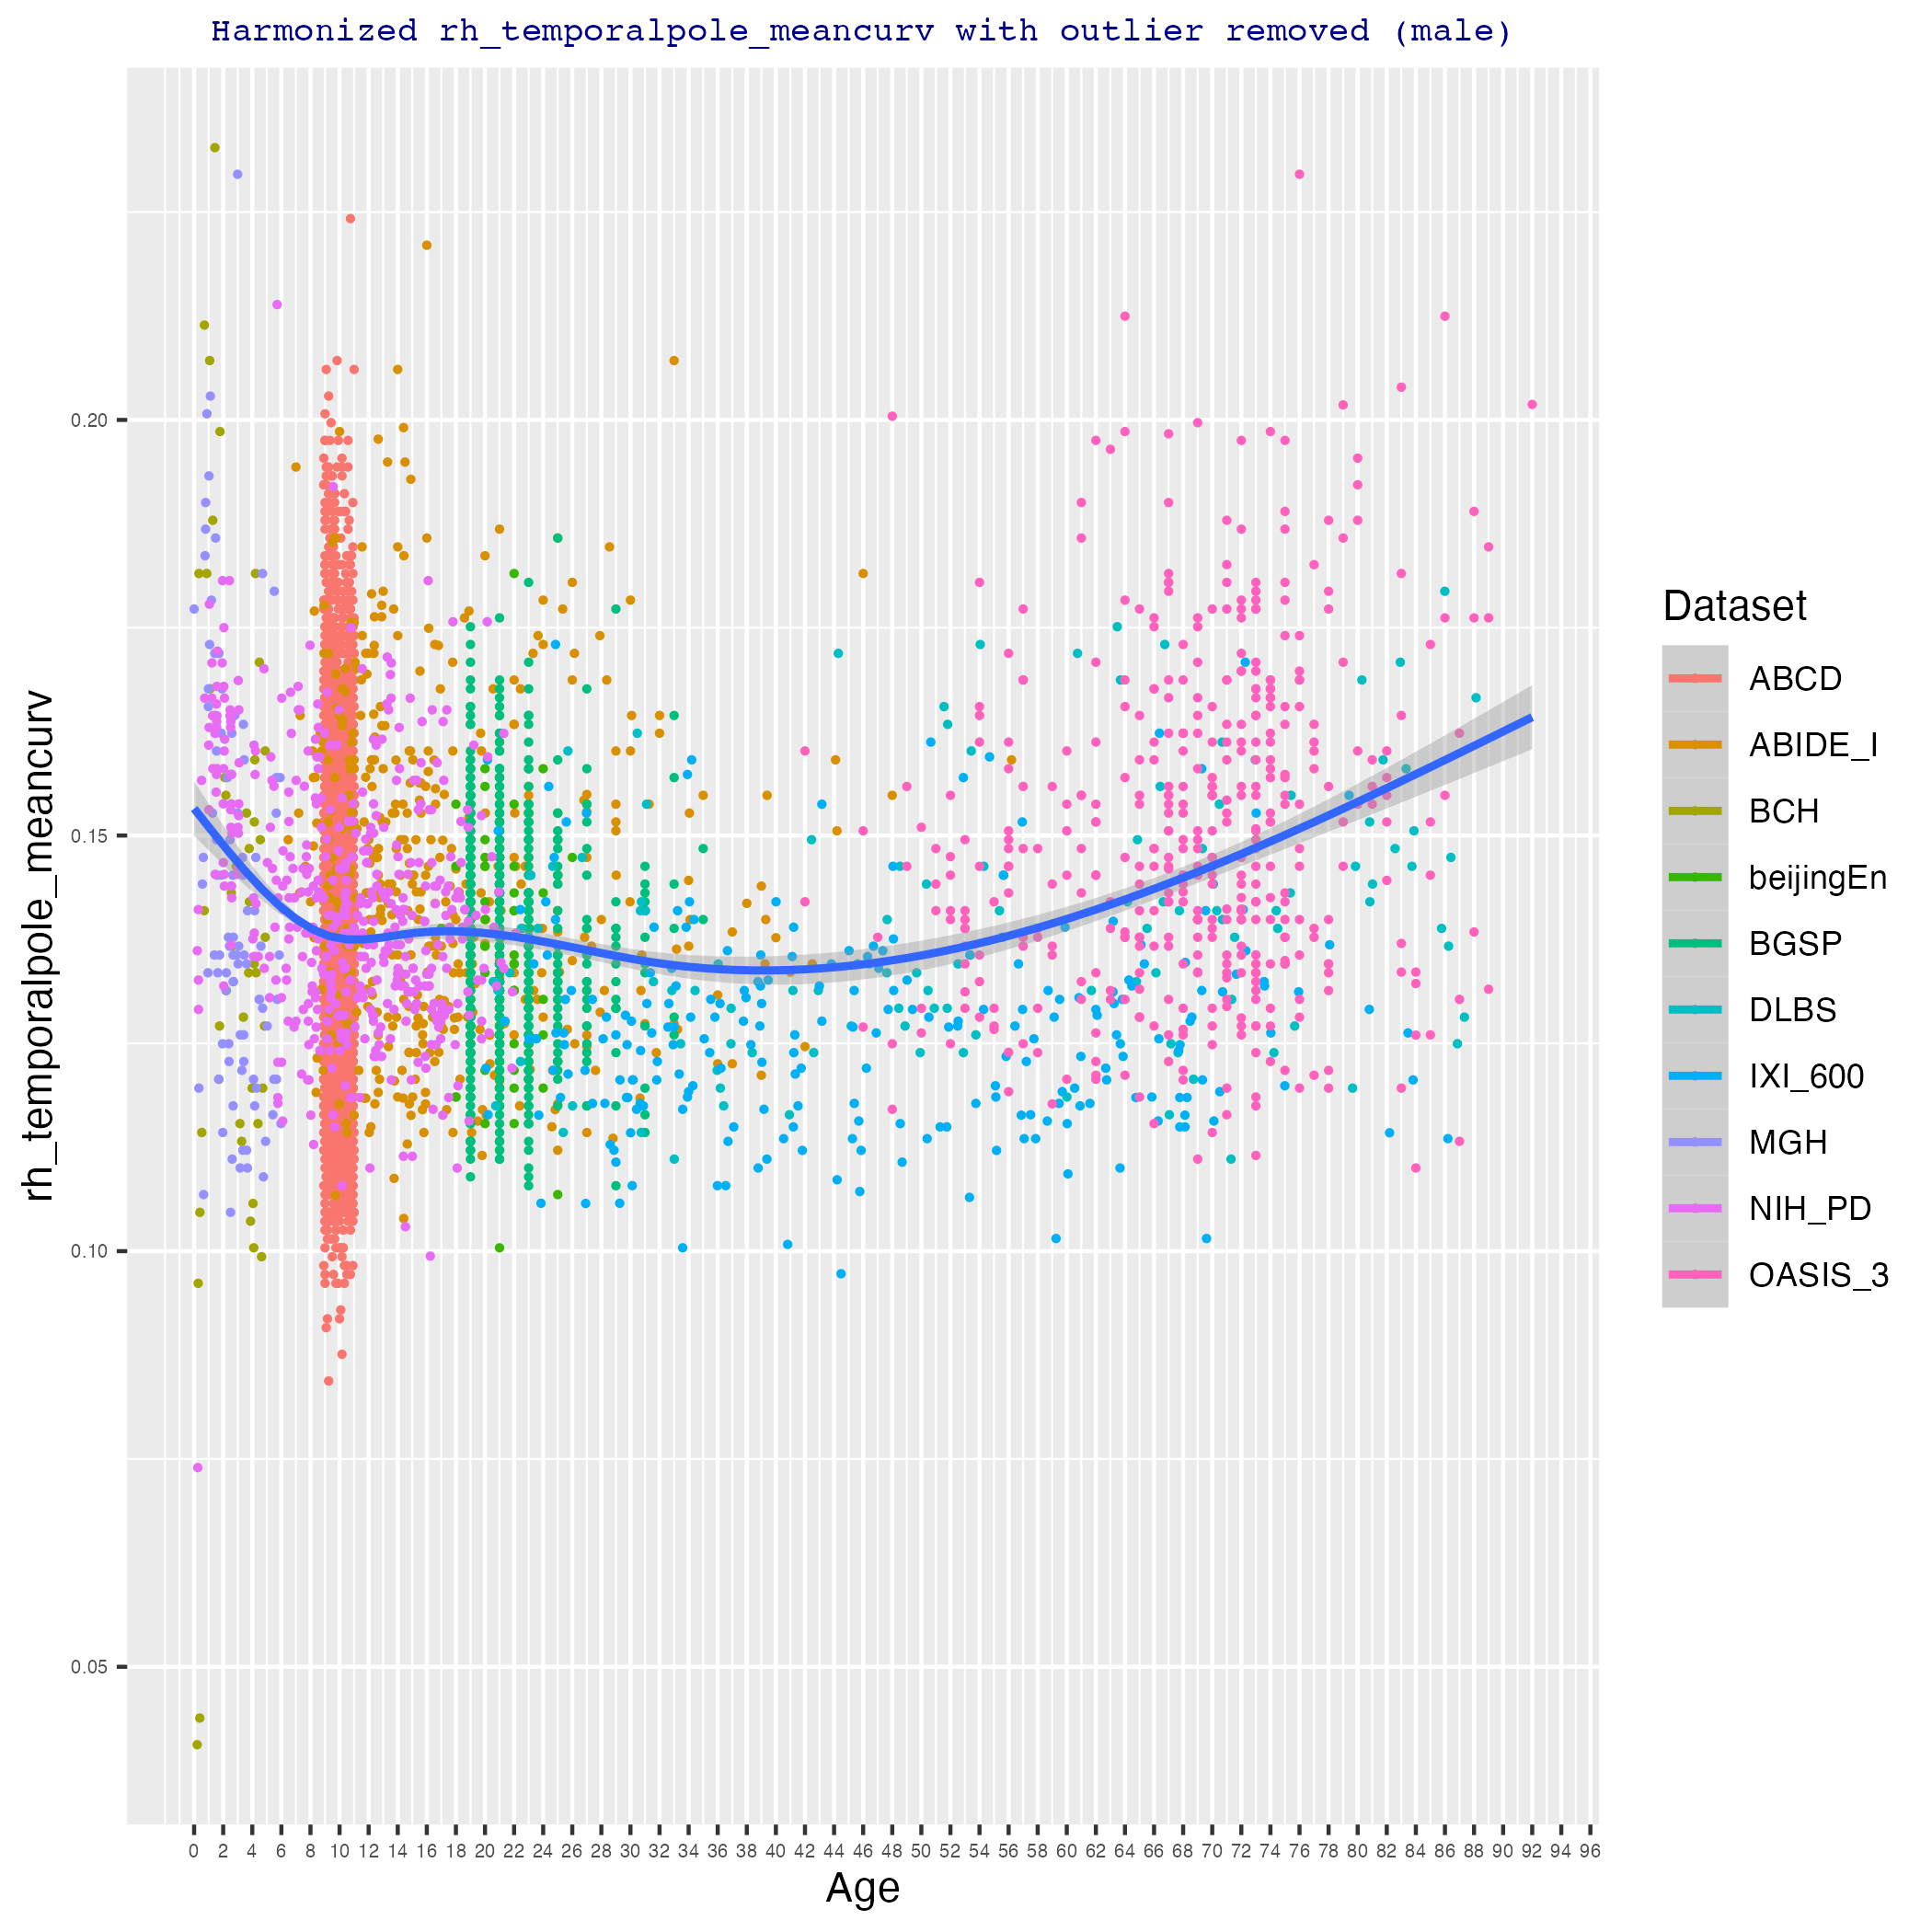 Harmonized rh_temporalpole_meancurv with outlier removed (male)
rh_temporalpole_meancurv
0.20
0.15
0.10
0.05
0 2 4 6 8 10 12 14 16 18 20 22 24 26 28 30 32 34 36 38 40 42 44 46 48 50 52 54 56 58 60 62 64 66 68 70 72 74 76 78 80 82 84 86 88 90 92 94 96
Age
Dataset
ABCD
ABIDE_I
BCH
beijingEn
BGSP
DLBS
IXI_600
MGH
NIH_PD
OASIS_3